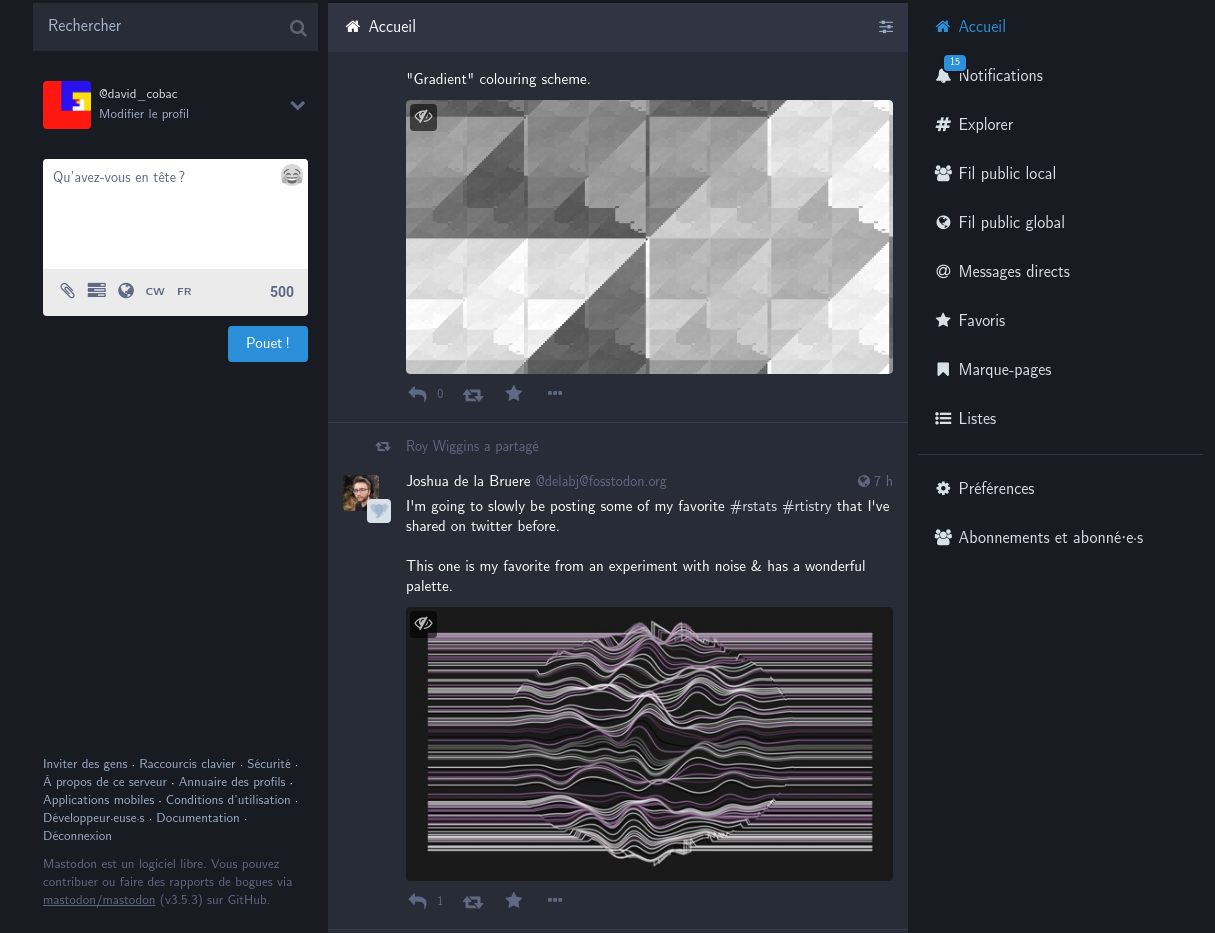 Rechercher
@david_cobac
Modifier le profil
Qu'avez-vous en tête ?
CW FR 500
Pouet !
Inviter des gens · Raccourcis clavier · Sécurité ·
À propos de ce serveur · Annuaire des profils ·
Applications mobiles · Conditions d'utilisation ·
Développeur·euse·s · Documentation ·
Déconnexion
Mastodon est un logiciel libre. Vous pouvez
contribuer ou faire des rapports de bogues via
mastodon/mastodon (v3.5.3) sur GitHub.
Accueil
"Gradient" colouring scheme.
0
Roy Wiggins a partagé
Joshua de la Bruere @delabj@fosstodon.org 7 h
I'm going to slowly be posting some of my favorite #rstats #rtistry that I've
shared on twitter before.
This one is my favorite from an experiment with noise & has a wonderful
palette.
1
Accueil
15
Notifications
# Explorer
Fil public local
Fil public global
@ Messages directs
Favoris
Marque-pages
Listes
Préférences
Abonnements et abonné·e·s